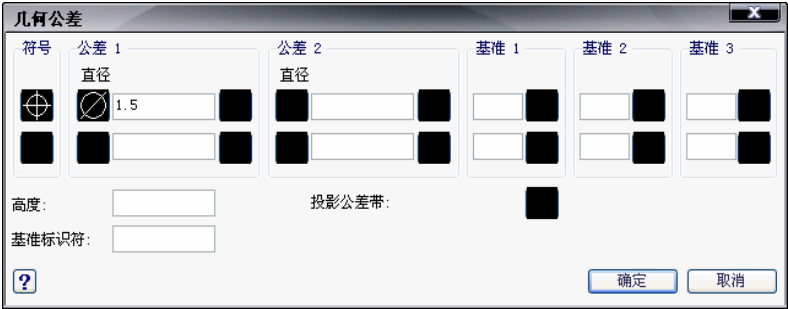 几何公差
符号 公差 1 公差 2 基准 1 基准 2 基准 3
直径 直径
1.5
高度: 投影公差带:
基准标识符:
? 确定 取消